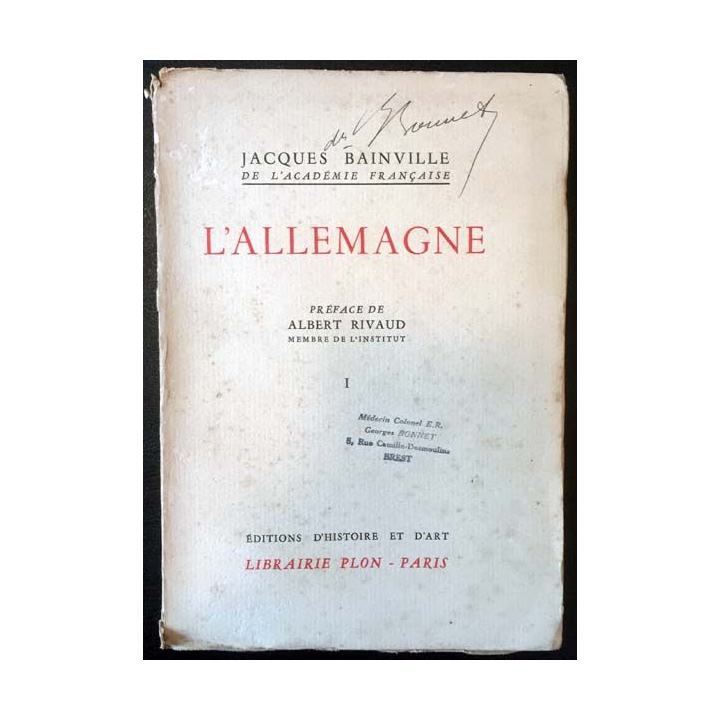 Bonnet
JACQUES BAINVILLE
DE L'ACADÉMIE FRANÇAISE
L'ALLEMAGNE
PRÉFACE DE
ALBERT RIVAUD
MEMBRE DE L'INSTITUT
I
Médecin Colonel E.R.
Georges BONNET
5, Rue Camille-Desmoulins
BREST
ÉDITIONS D'HISTOIRE ET D'ART
LIBRAIRIE PLON - PARIS